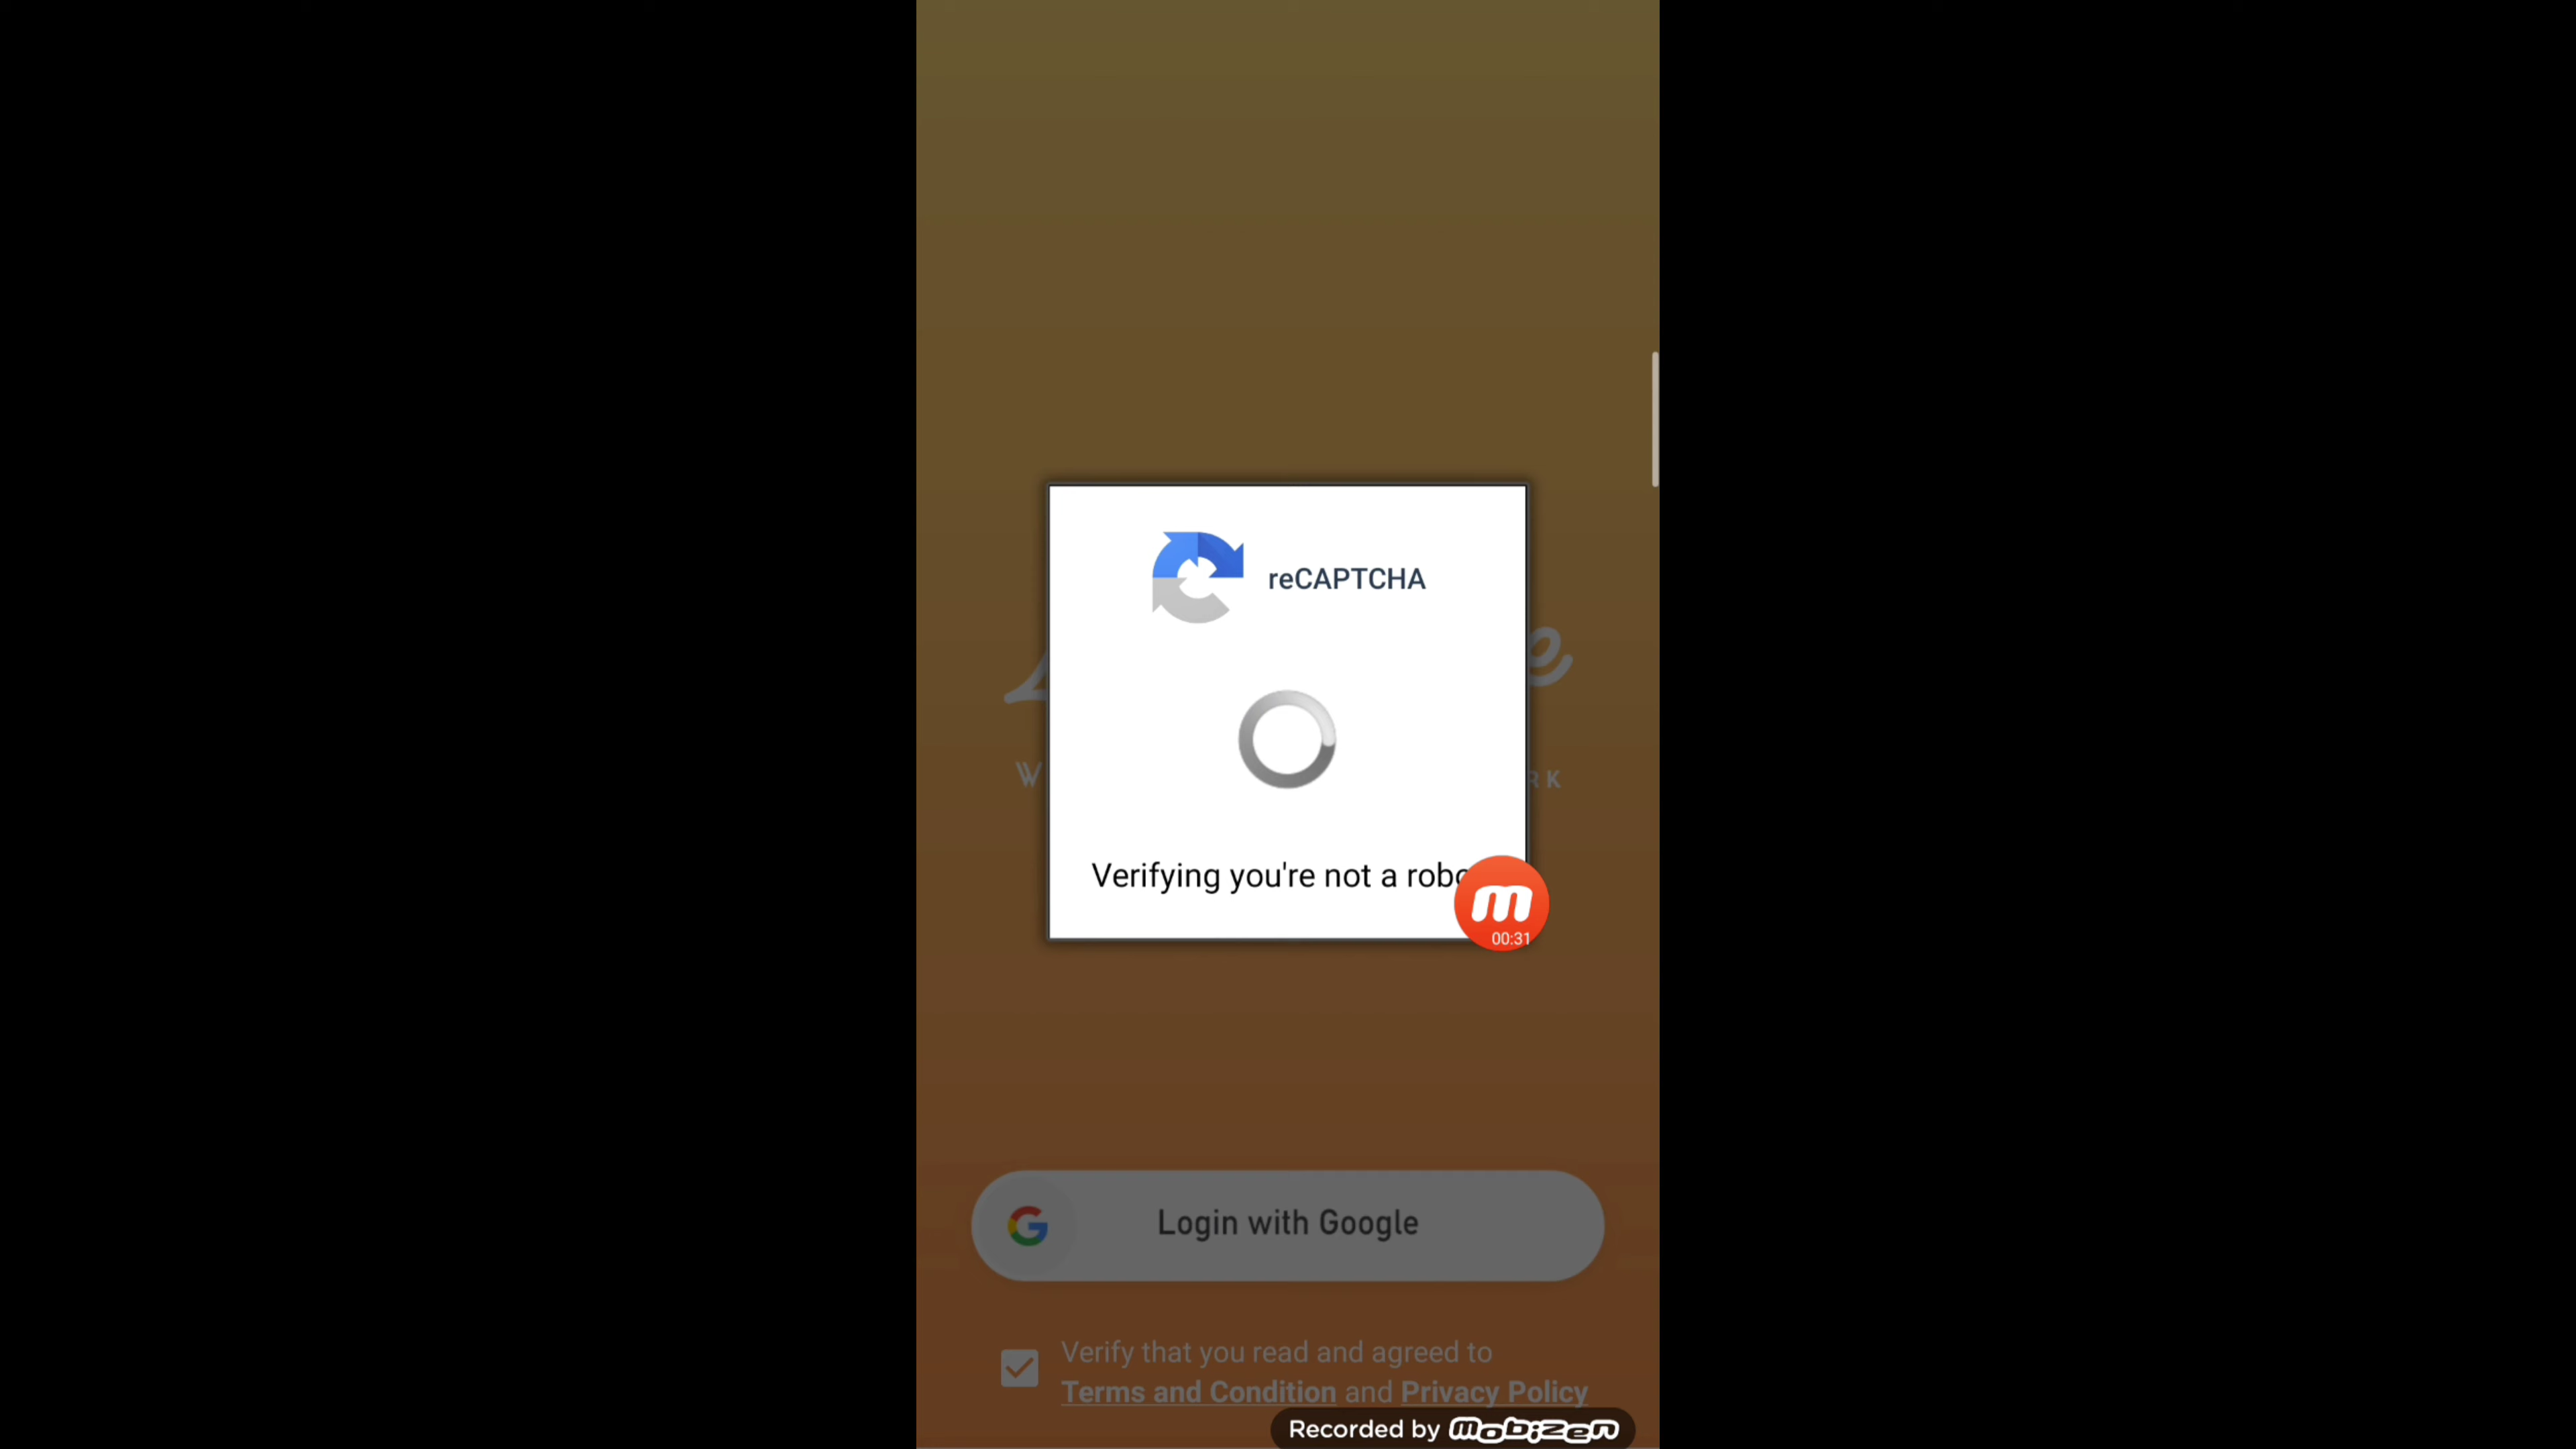 reCAPTCHA
Verifying you're not a
00:31
Login with Google
Verify that you read and agreed to
Terms and Condition and Privacy Policy
Recorded by mobizen